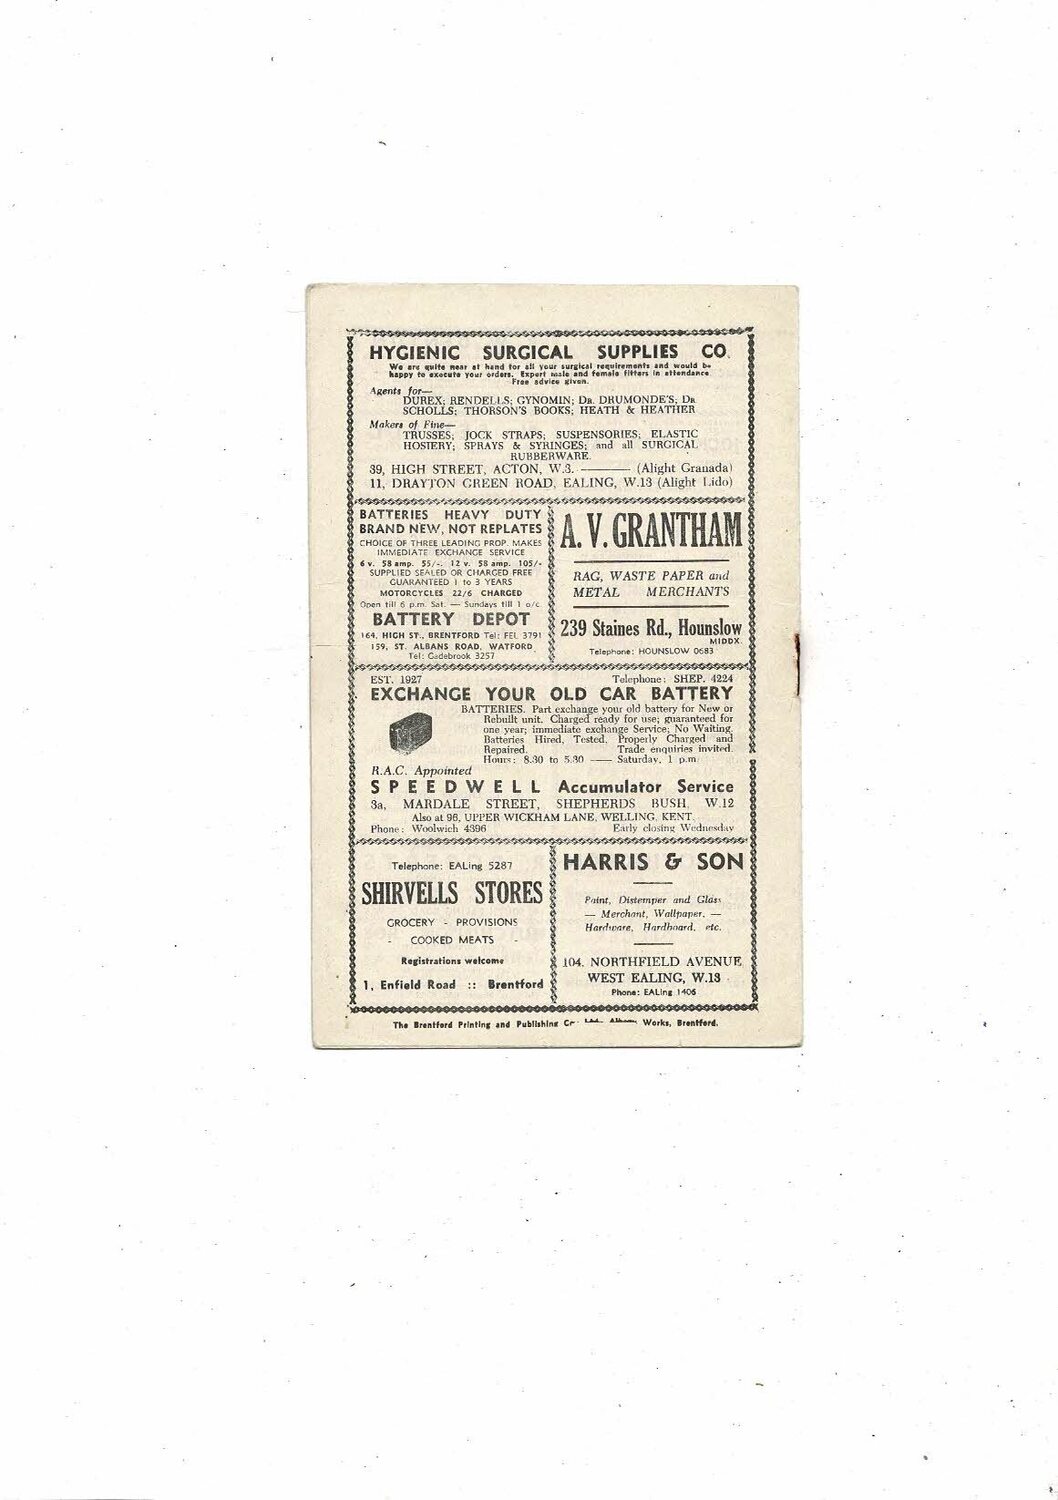 HYGIENIC SURGICAL SUPPLIES CO.
We are quite near at hand for all your surgical requirements and would be
happy to execute your orders. Expert male and female fitters in attendance.
Free advice given.
Agents for—
DUREX; RENDELLS; GYNOMIN; DR. DRUMONDE'S; DR
SCHOLLS; THORSON'S BOOKS; HEATH & HEATHER
Makers of Fine—
TRUSSES; JOCK STRAPS; SUSPENSORIES; ELASTIC
HOSIERY; SPRAYS & SYRINGES; and all SURGICAL
RUBBERWARE.
39, HIGH STREET, ACTON, W.3. ——— (Alight Granada)
11, DRAYTON GREEN ROAD, EALING, W.13 (Alight Lido)
BATTERIES HEAVY DUTY
BRAND NEW, NOT REPLATES
CHOICE OF THREE LEADING PROP. MAKES
IMMEDIATE EXCHANGE SERVICE
6 v. 58 amp. 55/-. 12 v. 58 amp. 105/-
SUPPLIED SEALED OR CHARGED FREE
GUARANTEED 1 to 3 YEARS
MOTORCYCLES 22/6 CHARGED
Open till 6 p.m. Sat. — Sundays till 1 o/c.
BATTERY DEPOT
164, HIGH ST., BRENTFORD Tel: FEL 3791
159, ST. ALBANS ROAD, WATFORD
Tel: Gadebrook 3257
A. V. GRANTHAM
RAG, WASTE PAPER and
METAL MERCHANTS
239 Staines Rd., Hounslow
MIDDX.
Telephone: HOUNSLOW 0683
EST. 1927 Telephone: SHEP. 4224
EXCHANGE YOUR OLD CAR BATTERY
BATTERIES. Part exchange your old battery for New or
Rebuilt unit. Charged ready for use; guaranteed for
one year; immediate exchange Service; No Waiting.
Batteries Hired, Tested, Properly Charged and
Repaired. Trade enquiries invited.
Hours: 8.30 to 5.30 —— Saturday, 1 p.m.
R.A.C. Appointed
SPEEDWELL Accumulator Service
3a, MARDALE STREET, SHEPHERDS BUSH, W.12
Also at 96, UPPER WICKHAM LANE, WELLING, KENT.
Phone: Woolwich 4396 Early closing Wednesday
Telephone: EALing 5287
SHIRVELLS STORES
GROCERY - PROVISIONS
- COOKED MEATS -
Registrations welcome
1, Enfield Road :: Brentford
HARRIS & SON
Paint, Distemper and Glass
— Merchant, Wallpaper, —
Hardware, Hardboard, etc.
104, NORTHFIELD AVENUE
WEST EALING, W.13
Phone: EALing 1406
The Brentford Printing and Publishing Co. Ltd., Albany Works, Brentford.